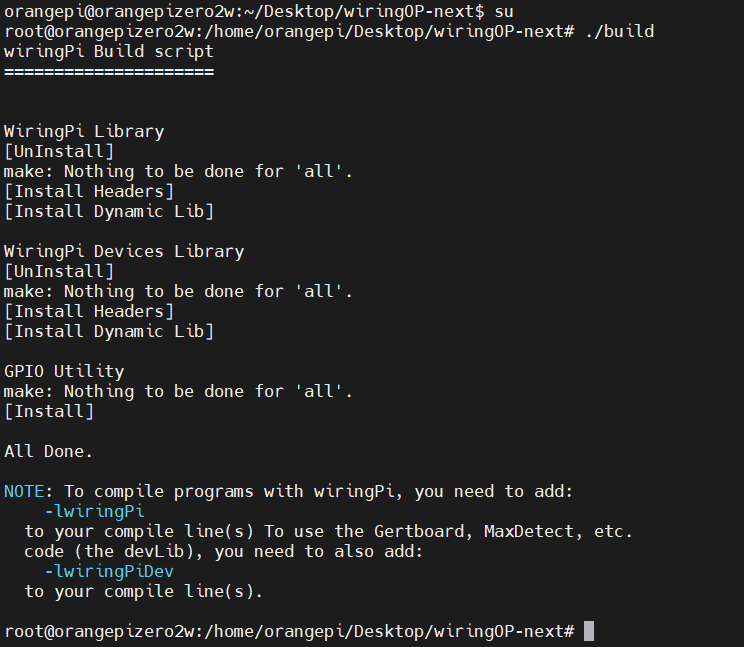 orangepi@orangepizero2w:~/Desktop/wiringOP-next$ su
root@orangepizero2w:/home/orangepi/Desktop/wiringOP-next# ./build
wiringPi Build script
=====================
WiringPi Library
[UnInstall]
make: Nothing to be done for 'all'.
[Install Headers]
[Install Dynamic Lib]
WiringPi Devices Library
[UnInstall]
make: Nothing to be done for 'all'.
[Install Headers]
[Install Dynamic Lib]
GPIO Utility
make: Nothing to be done for 'all'.
[Install]
All Done.
NOTE: To compile programs with wiringPi, you need to add:
    -lwiringPi
  to your compile line(s) To use the Gertboard, MaxDetect, etc.
  code (the devLib), you need to also add:
    -lwiringPiDev
  to your compile line(s).
root@orangepizero2w:/home/orangepi/Desktop/wiringOP-next#